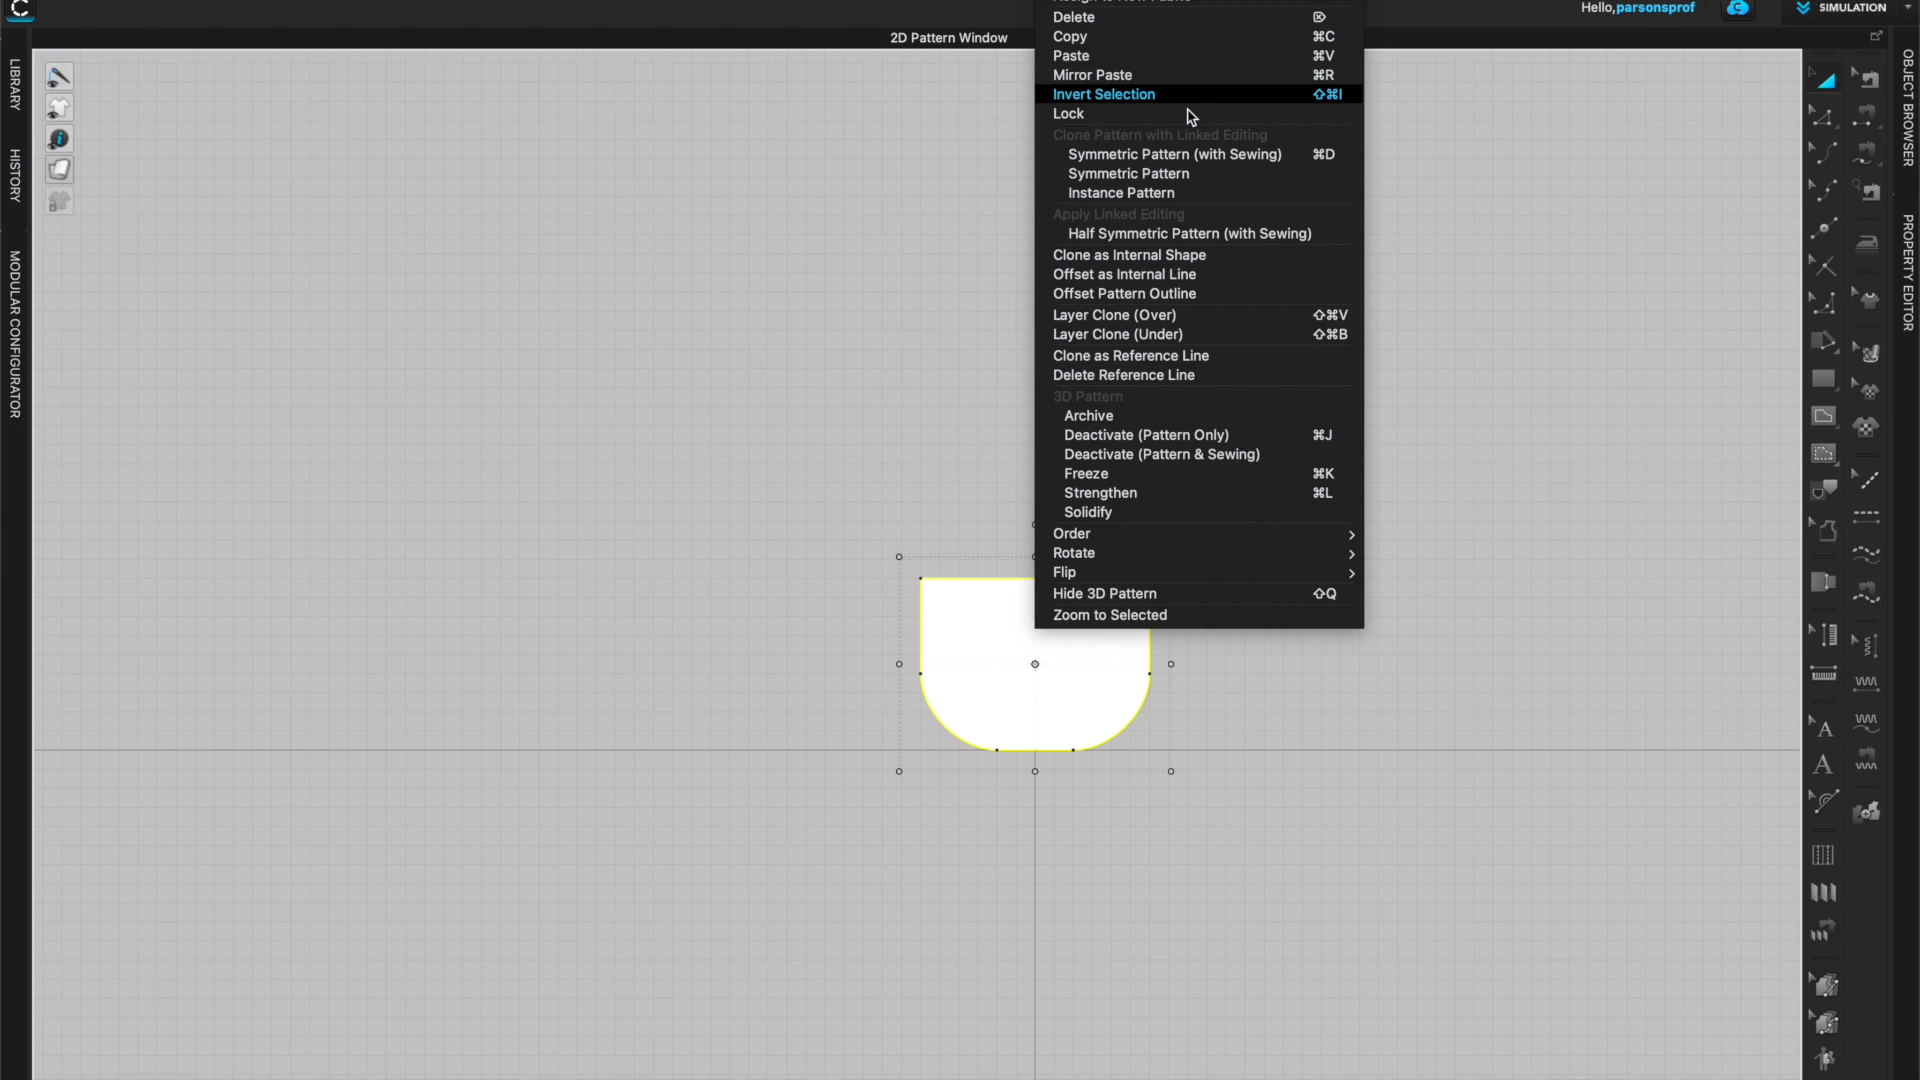 Hello,parsonsprof
SIMULATION
2D Pattern Window
LIBRARY
HISTORY
MODULAR CONFIGURATOR
Delete
Copy ⌘C
Paste ⌘V
Mirror Paste ⌘R
Invert Selection ⇧⌘I
Lock
Clone Pattern with Linked Editing
Symmetric Pattern (with Sewing) ⌘D
Symmetric Pattern
Instance Pattern
Apply Linked Editing
Half Symmetric Pattern (with Sewing)
Clone as Internal Shape
Offset as Internal Line
Offset Pattern Outline
Layer Clone (Over) ⇧⌘V
Layer Clone (Under) ⇧⌘B
Clone as Reference Line
Delete Reference Line
3D Pattern
Archive
Deactivate (Pattern Only) ⌘J
Deactivate (Pattern & Sewing)
Freeze ⌘K
Strengthen ⌘L
Solidify
Order
Rotate
Flip
Hide 3D Pattern ⇧Q
Zoom to Selected
OBJECT BROWSER
PROPERTY EDITOR